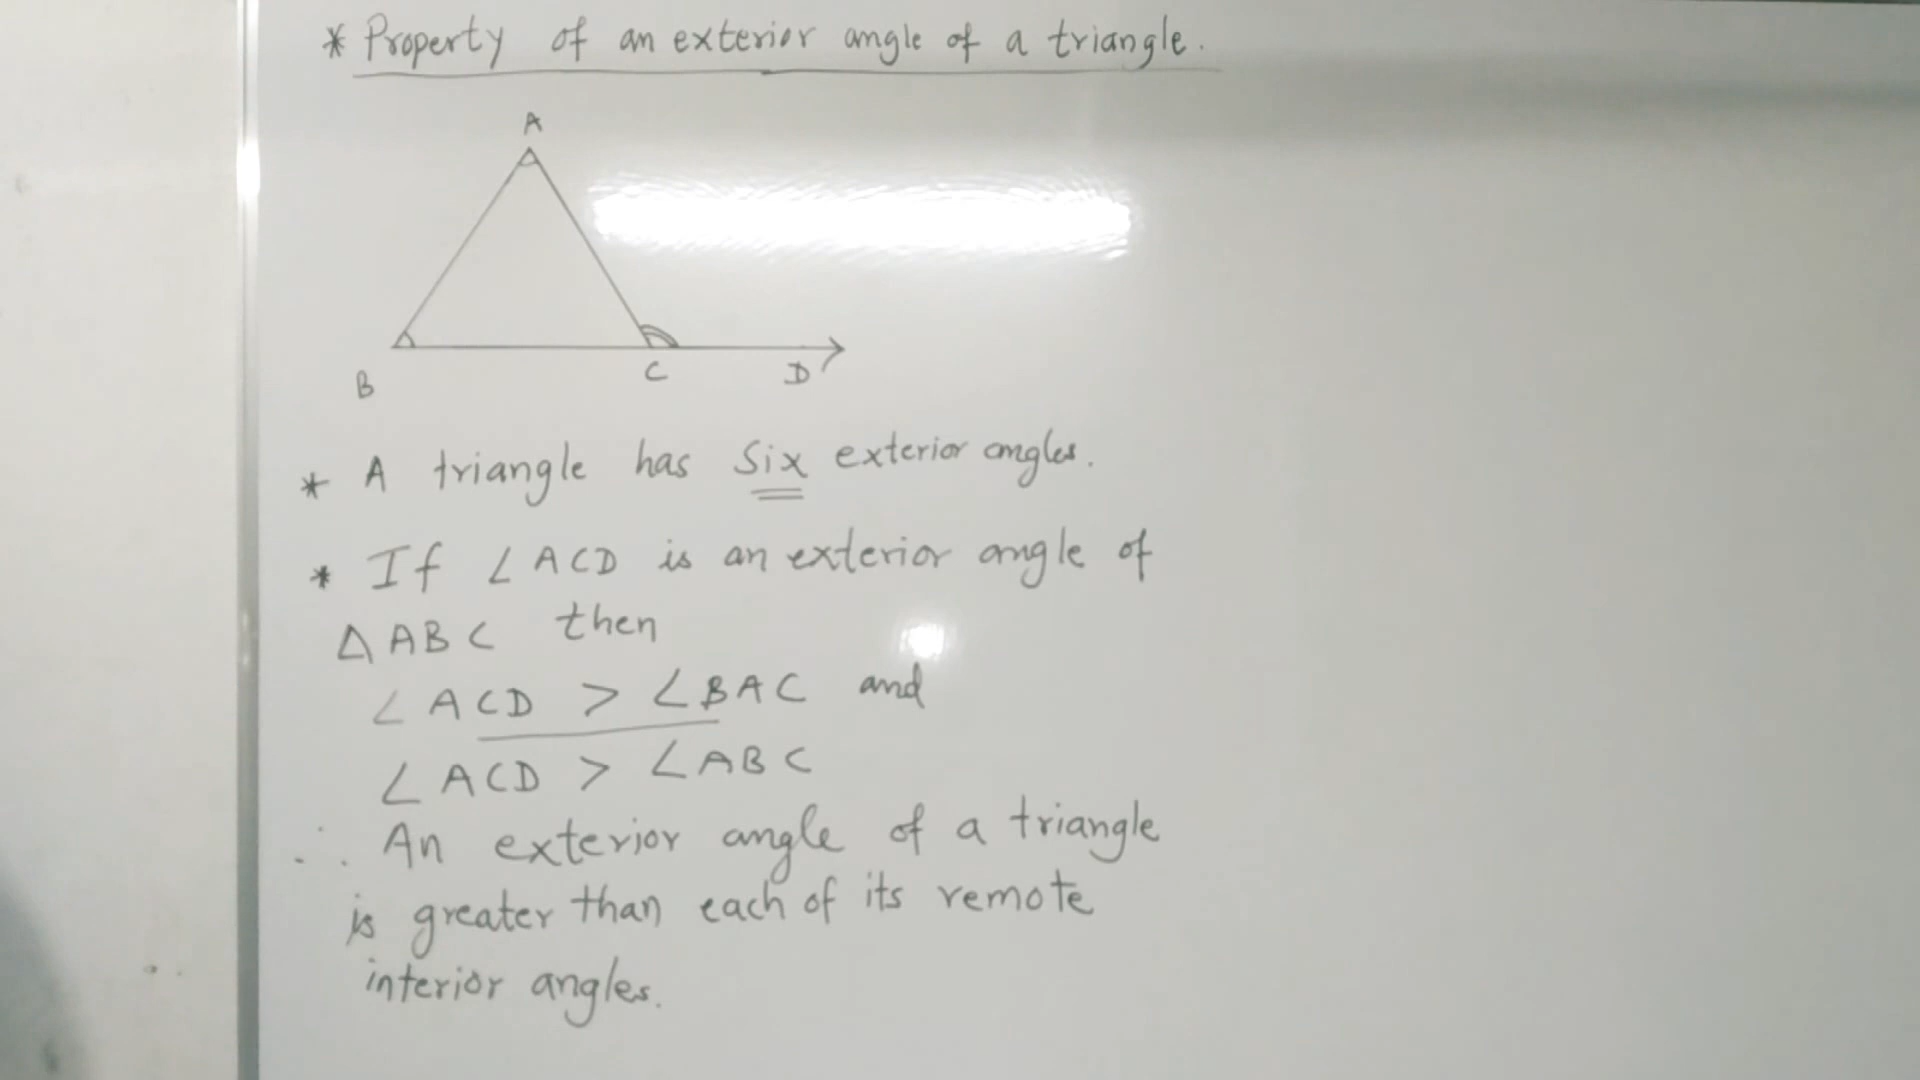 * Property of an exterior angle of a triangle.
A
B
C
D
* A triangle has Six exterior angles.
* If ∠ACD is an exterior angle of
△ABC then
∠ACD > ∠BAC and
∠ACD > ∠ABC
∴ An exterior angle of a triangle
is greater than each of its remote
interior angles.